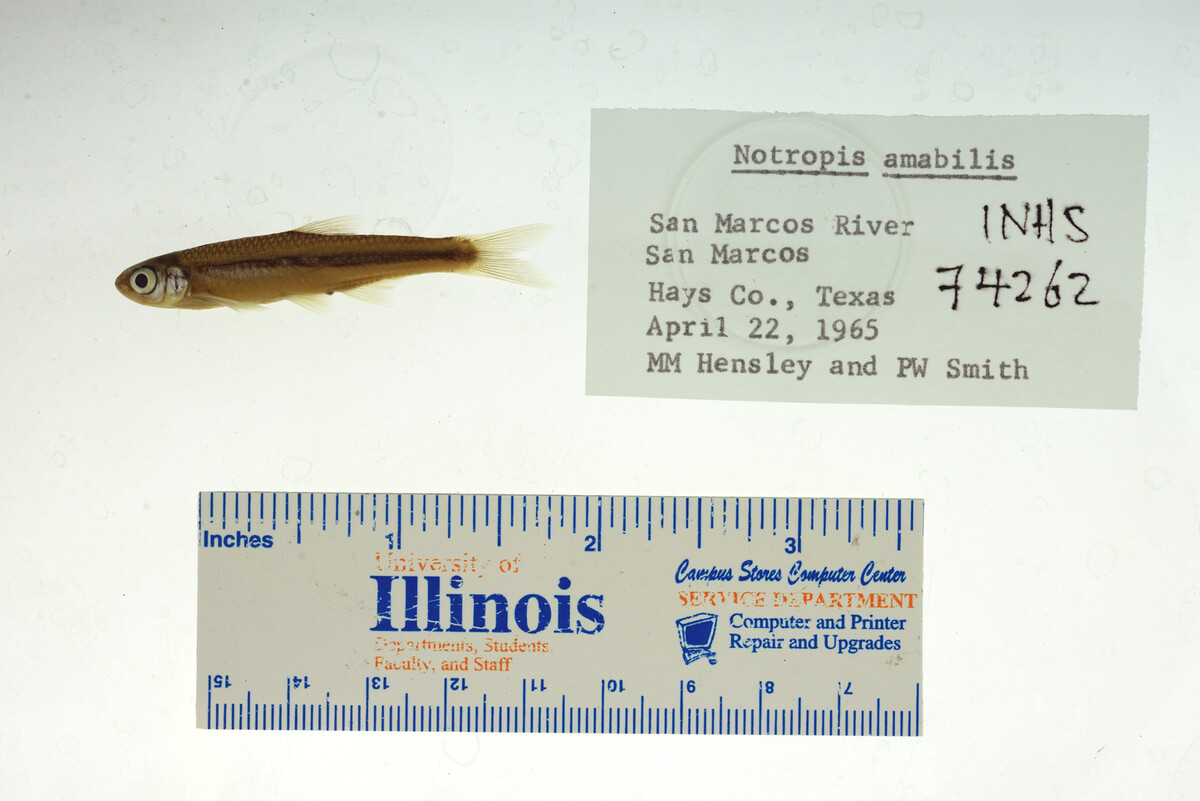 Notropis amabilis
San Marcos River
San Marcos
Hays Co., Texas
April 22, 1965
MM Hensley and PW Smith
INHS
74262
Inches 1 2 3
University of
Illinois
Departments, Students,
Faculty, and Staff
Campus Stores Computer Center
SERVICE DEPARTMENT
Computer and Printer
Repair and Upgrades
15 14 13 12 11 10 9 8 7